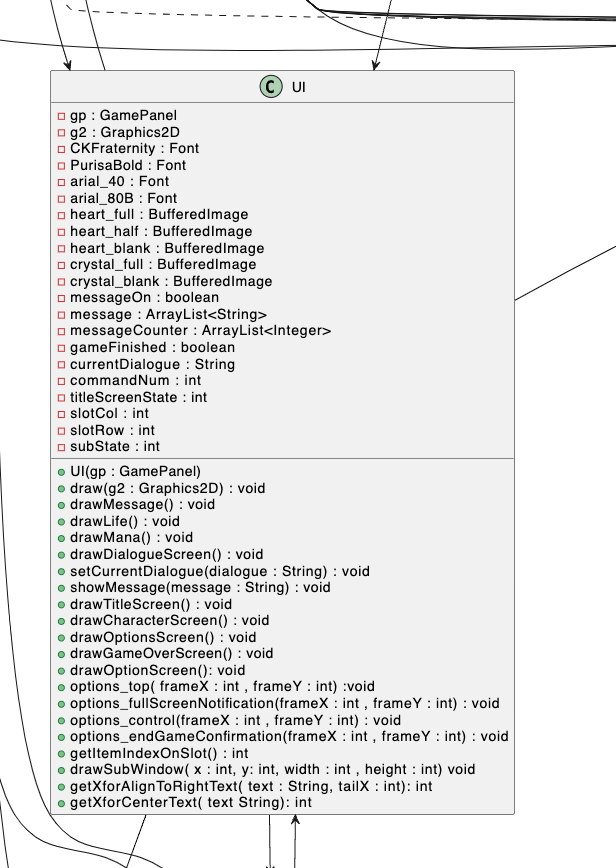 C UI
gp : GamePanel
g2 : Graphics2D
CKFraternity : Font
PurisaBold : Font
arial_40 : Font
arial_80B : Font
heart_full : BufferedImage
heart_half : BufferedImage
heart_blank : BufferedImage
crystal_full : BufferedImage
crystal_blank : BufferedImage
messageOn : boolean
message : ArrayList<String>
messageCounter : ArrayList<Integer>
gameFinished : boolean
currentDialogue : String
commandNum : int
titleScreenState : int
slotCol : int
slotRow : int
subState : int
UI(gp : GamePanel)
draw(g2 : Graphics2D) : void
drawMessage() : void
drawLife() : void
drawMana() : void
drawDialogueScreen() : void
setCurrentDialogue(dialogue : String) : void
showMessage(message : String) : void
drawTitleScreen() : void
drawCharacterScreen() : void
drawOptionsScreen() : void
drawGameOverScreen() : void
drawOptionScreen(): void
options_top( frameX : int , frameY : int) :void
options_fullScreenNotification(frameX : int , frameY : int) : void
options_control(frameX : int , frameY : int) : void
options_endGameConfirmation(frameX : int , frameY : int) : void
getItemIndexOnSlot() : int
drawSubWindow( x : int, y: int, width : int , height : int) void
getXforAlignToRightText( text : String, tailX : int): int
getXforCenterText( text String): int